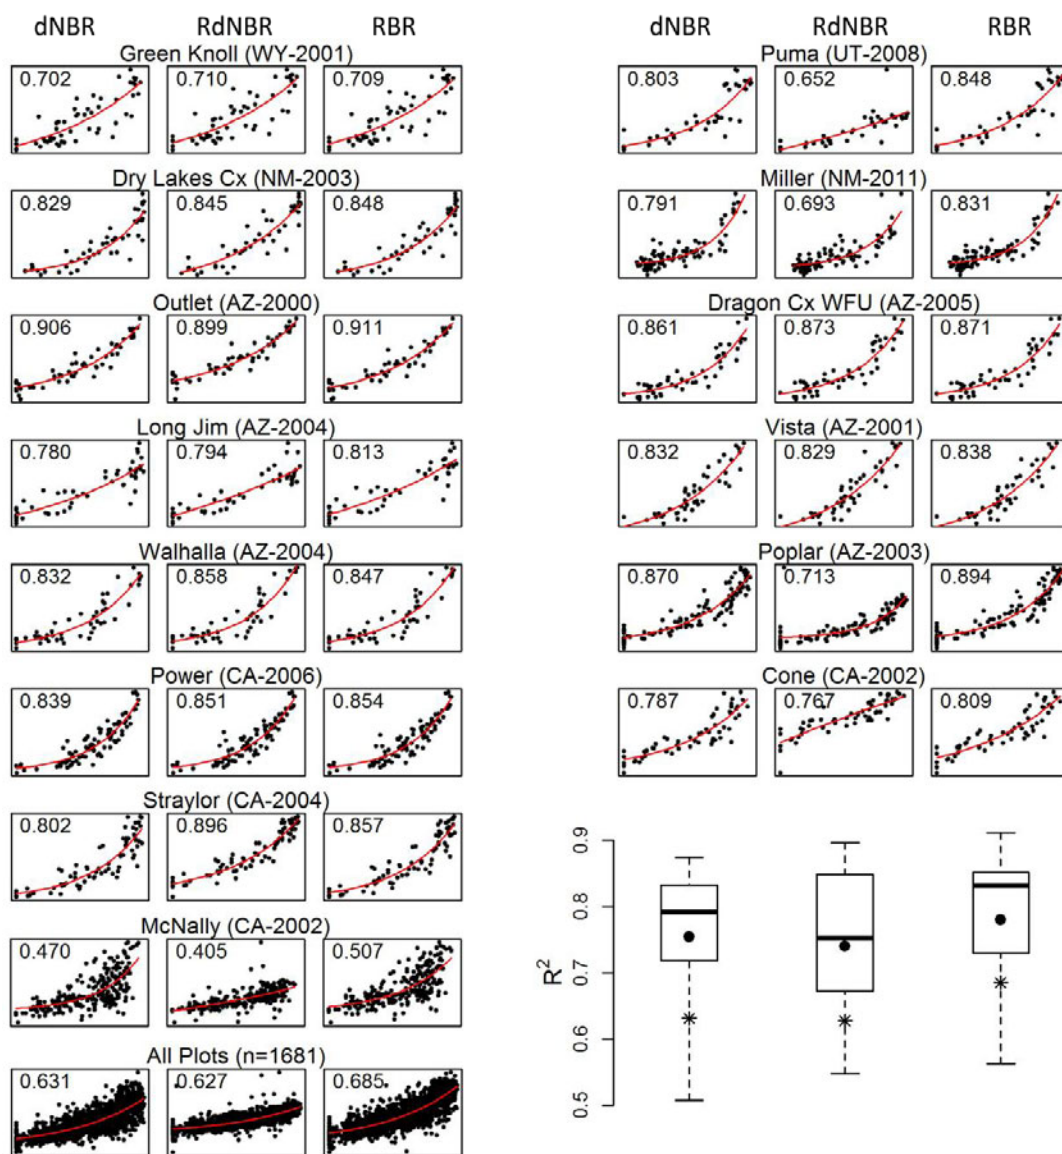 dNBR RdNBR RBR
Green Knoll (WY-2001)
0.702 0.710 0.709
Dry Lakes Cx (NM-2003)
0.829 0.845 0.848
Outlet (AZ-2000)
0.906 0.899 0.911
Long Jim (AZ-2004)
0.780 0.794 0.813
Walhalla (AZ-2004)
0.832 0.858 0.847
Power (CA-2006)
0.839 0.851 0.854
Straylor (CA-2004)
0.802 0.896 0.857
McNally (CA-2002)
0.470 0.405 0.507
All Plots (n=1681)
0.631 0.627 0.685
dNBR RdNBR RBR
Puma (UT-2008)
0.803 0.652 0.848
Miller (NM-2011)
0.791 0.693 0.831
Dragon Cx WFU (AZ-2005)
0.861 0.873 0.871
Vista (AZ-2001)
0.832 0.829 0.838
Poplar (AZ-2003)
0.870 0.713 0.894
Cone (CA-2002)
0.787 0.767 0.809
R²
0.9
0.8
0.7
0.6
0.5